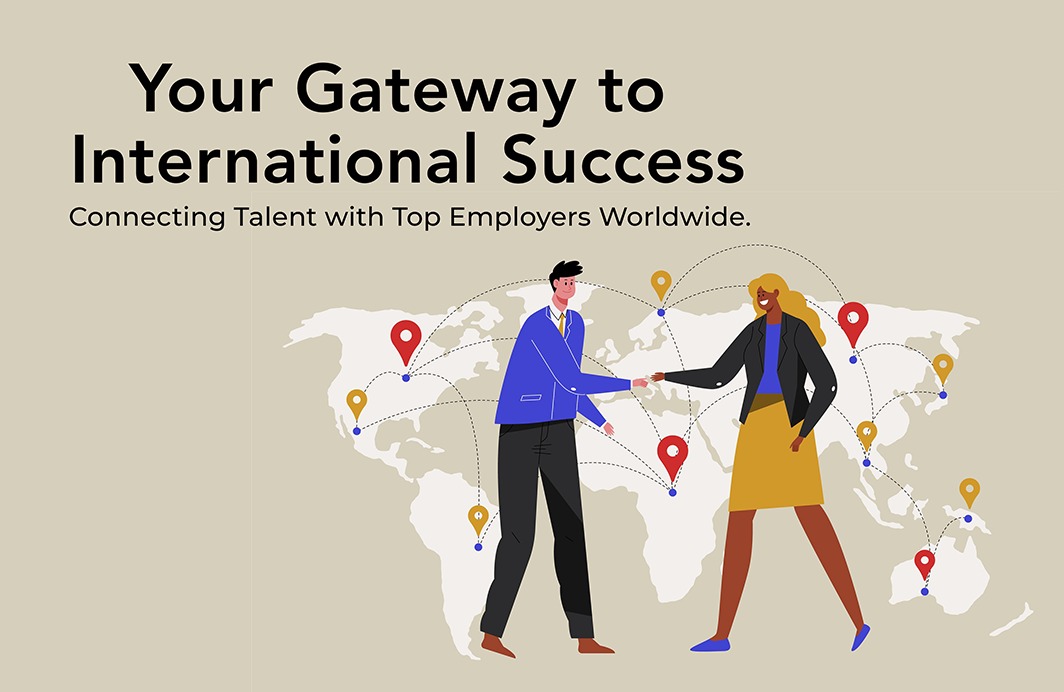 Your Gateway to
International Success
Connecting Talent with Top Employers Worldwide.